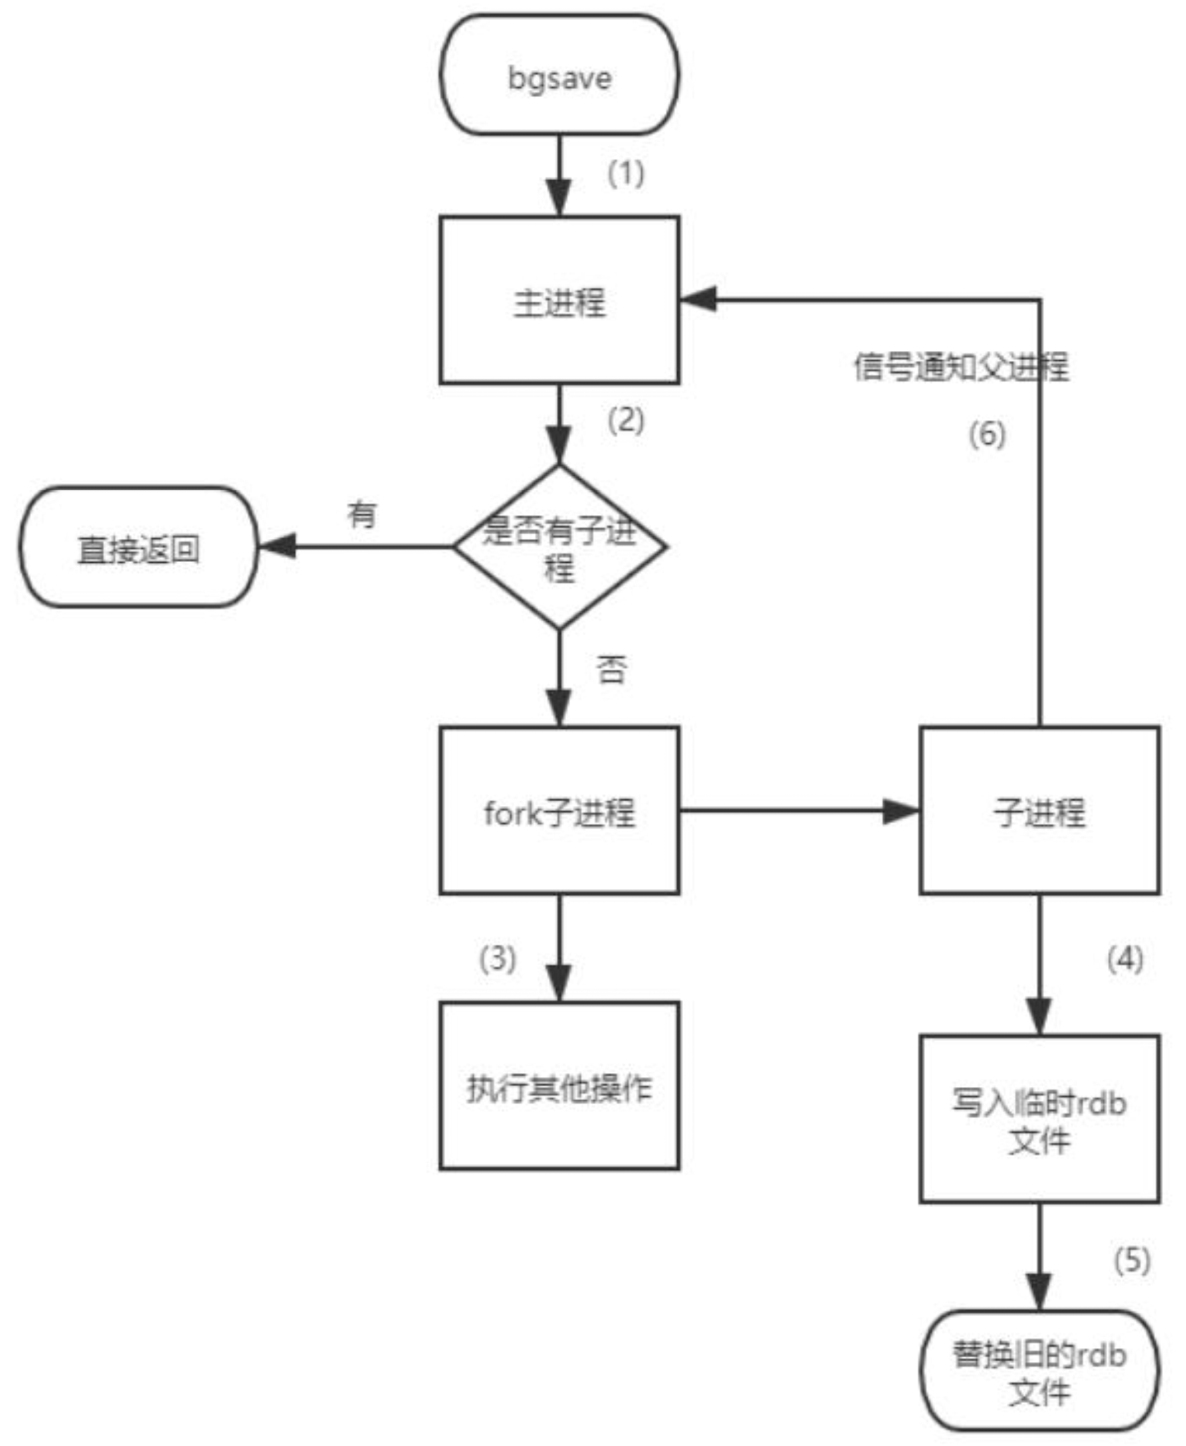 bgsave
(1)
主进程
信号通知父进程
(2)
(6)
有
是否有子进
程
直接返回
否
fork子进程
子进程
(3)
(4)
执行其他操作
写入临时rdb
文件
(5)
替换旧的rdb
文件